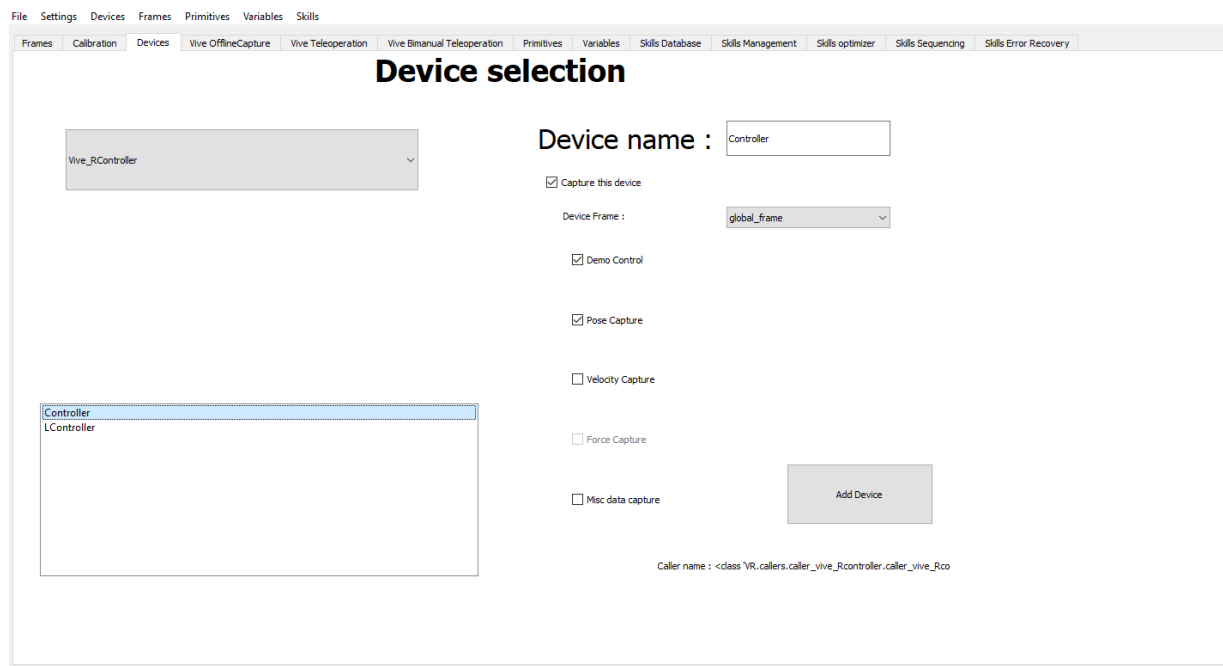 File Settings Devices Frames Primitives Variables Skills
Frames Calibration Devices Vive OfflineCapture Vive Teleoperation Vive Bimanual Teleoperation Primitives Variables Skills Database Skills Management Skills optimizer Skills Sequencing Skills Error Recovery
Device selection
Vive_RController
Device name :
Controller
Capture this device
Device Frame :
global_frame
Demo Control
Pose Capture
Velocity Capture
Controller
LController
Force Capture
Misc data capture
Add Device
Caller name : <class 'VR.callers.caller_vive_Rcontroller.caller_vive_Rco